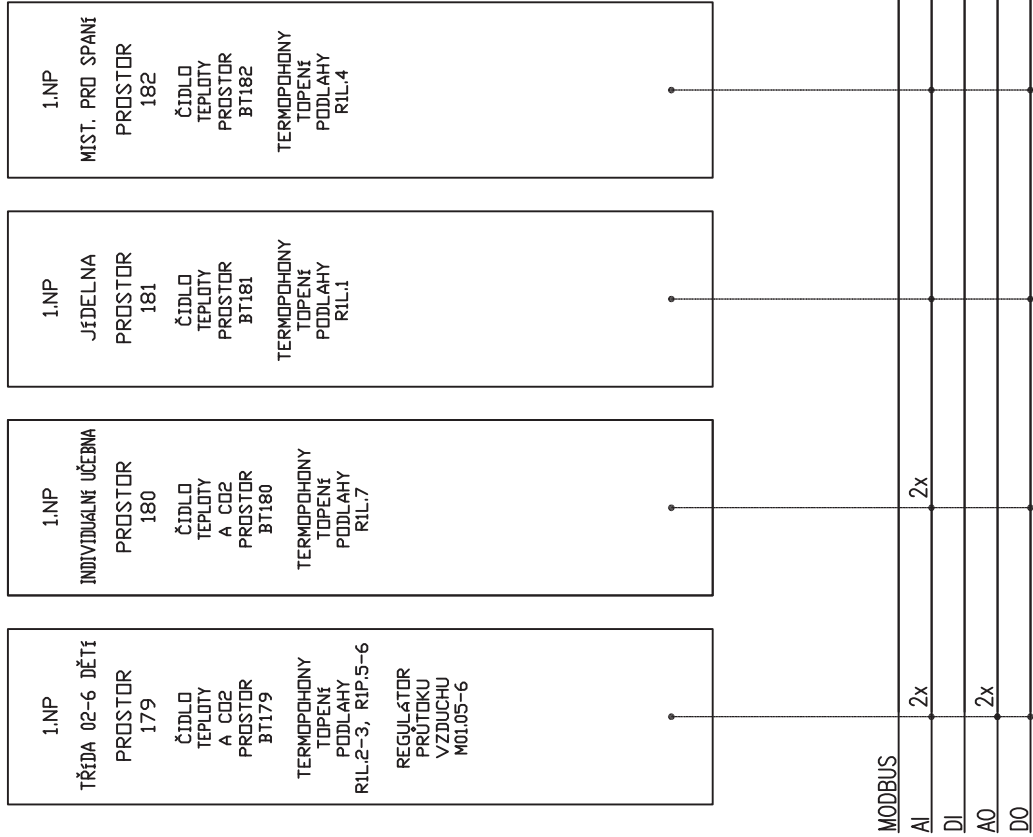 1.NP
TŘÍDA 02-6 DĚTÍ
PROSTOR
179
ČIDLO
TEPLOTY
A CO2
PROSTOR
BT179
TERMOPOHONY
TOPENÍ
PODLAHY
R1L.2-3, R1P.5-6
REGULÁTOR
PRŮTOKU
VZDUCHU
M01.05-6
1.NP
INDIVIDUÁLNÍ UČEBNA
PROSTOR
180
ČIDLO
TEPLOTY
A CO2
PROSTOR
BT180
TERMOPOHONY
TOPENÍ
PODLAHY
R1L.7
1.NP
JÍDELNA
PROSTOR
181
ČIDLO
TEPLOTY
PROSTOR
BT181
TERMOPOHONY
TOPENÍ
PODLAHY
R1L.1
1.NP
MIST. PRO SPANÍ
PROSTOR
182
ČIDLO
TEPLOTY
PROSTOR
BT182
TERMOPOHONY
TOPENÍ
PODLAHY
R1L.4
MODBUS
AI 2x 2x
DI
AO 2x
DO